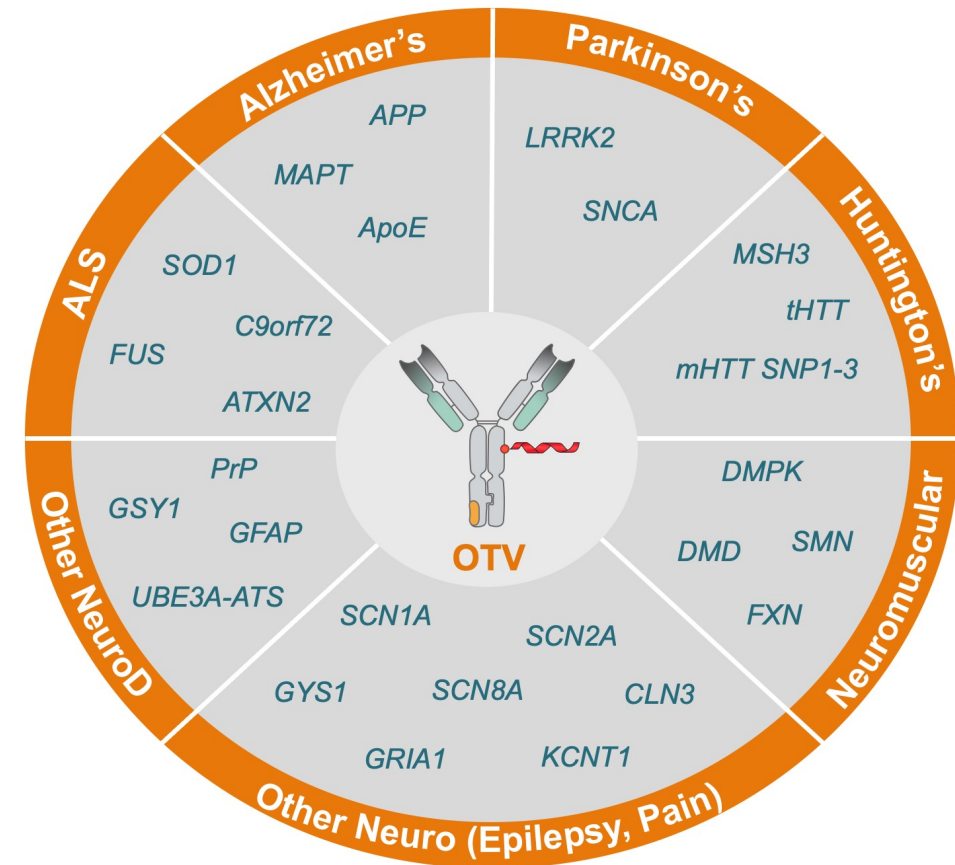 Alzheimer's
APP
MAPT
ApoE
Parkinson's
LRRK2
SNCA
Huntington's
MSH3
tHTT
mHTT SNP1-3
Neuromuscular
DMPK
DMD
SMN
FXN
Other Neuro (Epilepsy, Pain)
SCN1A
SCN2A
GYS1
SCN8A
CLN3
GRIA1
KCNT1
Other NeuroD
PrP
GSY1
GFAP
UBE3A-ATS
ALS
SOD1
C9orf72
FUS
ATXN2
OTV